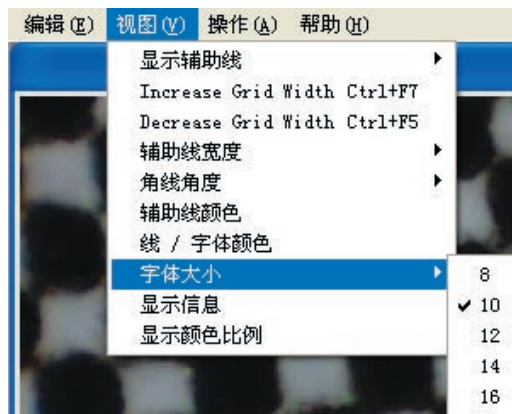 编辑(E) 视图(V) 操作(A) 帮助(H)
显示辅助线
Increase Grid Width Ctrl+F7
Decrease Grid Width Ctrl+F5
辅助线宽度
角线角度
辅助线颜色
线 / 字体颜色
字体大小
8
显示信息
✓ 10
显示颜色比例
12
14
16